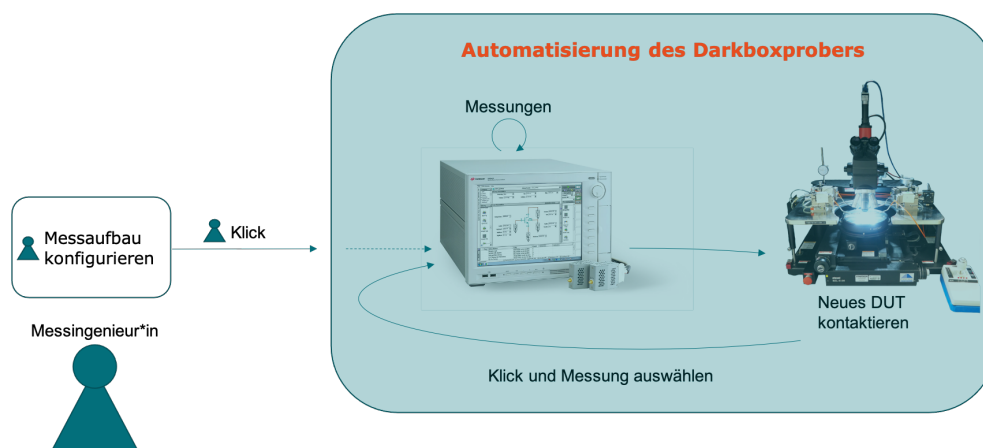 Automatisierung des Darkboxprobers
Messungen
Messaufbau
konfigurieren
Klick
Neues DUT
kontaktieren
Messingenieur*in
Klick und Messung auswählen